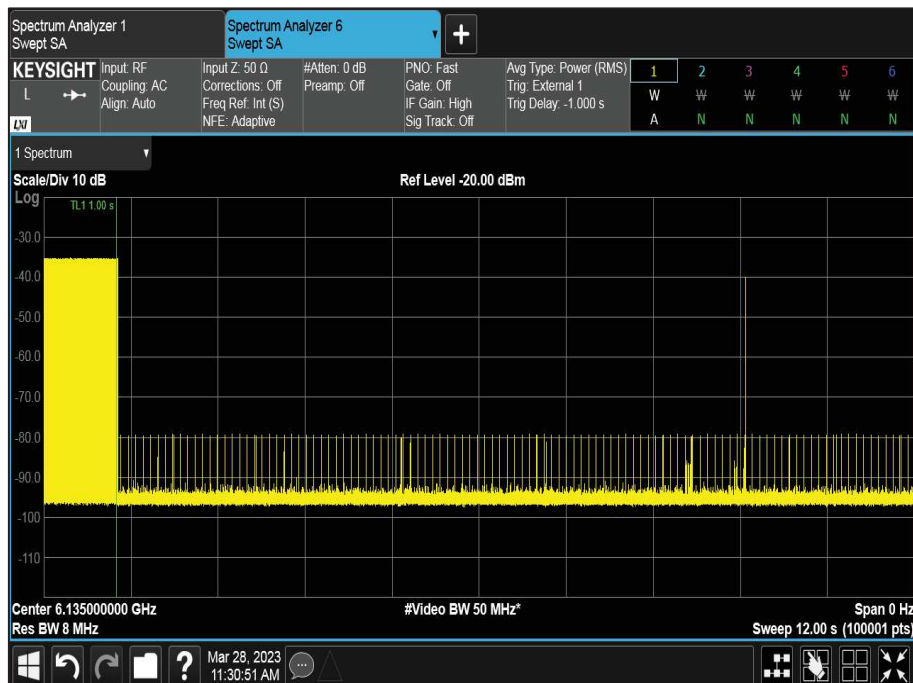 Spectrum Analyzer 1
Swept SA
Spectrum Analyzer 6
Swept SA
+
KEYSIGHT
L
LXI
Input: RF
Coupling: AC
Align: Auto
Input Z: 50 Ω
Corrections: Off
Freq Ref: Int (S)
NFE: Adaptive
#Atten: 0 dB
Preamp: Off
PNO: Fast
Gate: Off
IF Gain: High
Sig Track: Off
Avg Type: Power (RMS)
Trig: External 1
Trig Delay: -1.000 s
1 2 3 4 5 6
W W W W W W
A N N N N N
1 Spectrum
Scale/Div 10 dB
Ref Level -20.00 dBm
Log
TL1 1.00 s
-30.0
-40.0
-50.0
-60.0
-70.0
-80.0
-90.0
-100
-110
Center 6.135000000 GHz
#Video BW 50 MHz*
Span 0 Hz
Res BW 8 MHz
Sweep 12.00 s (100001 pts)
?
Mar 28, 2023
11:30:51 AM